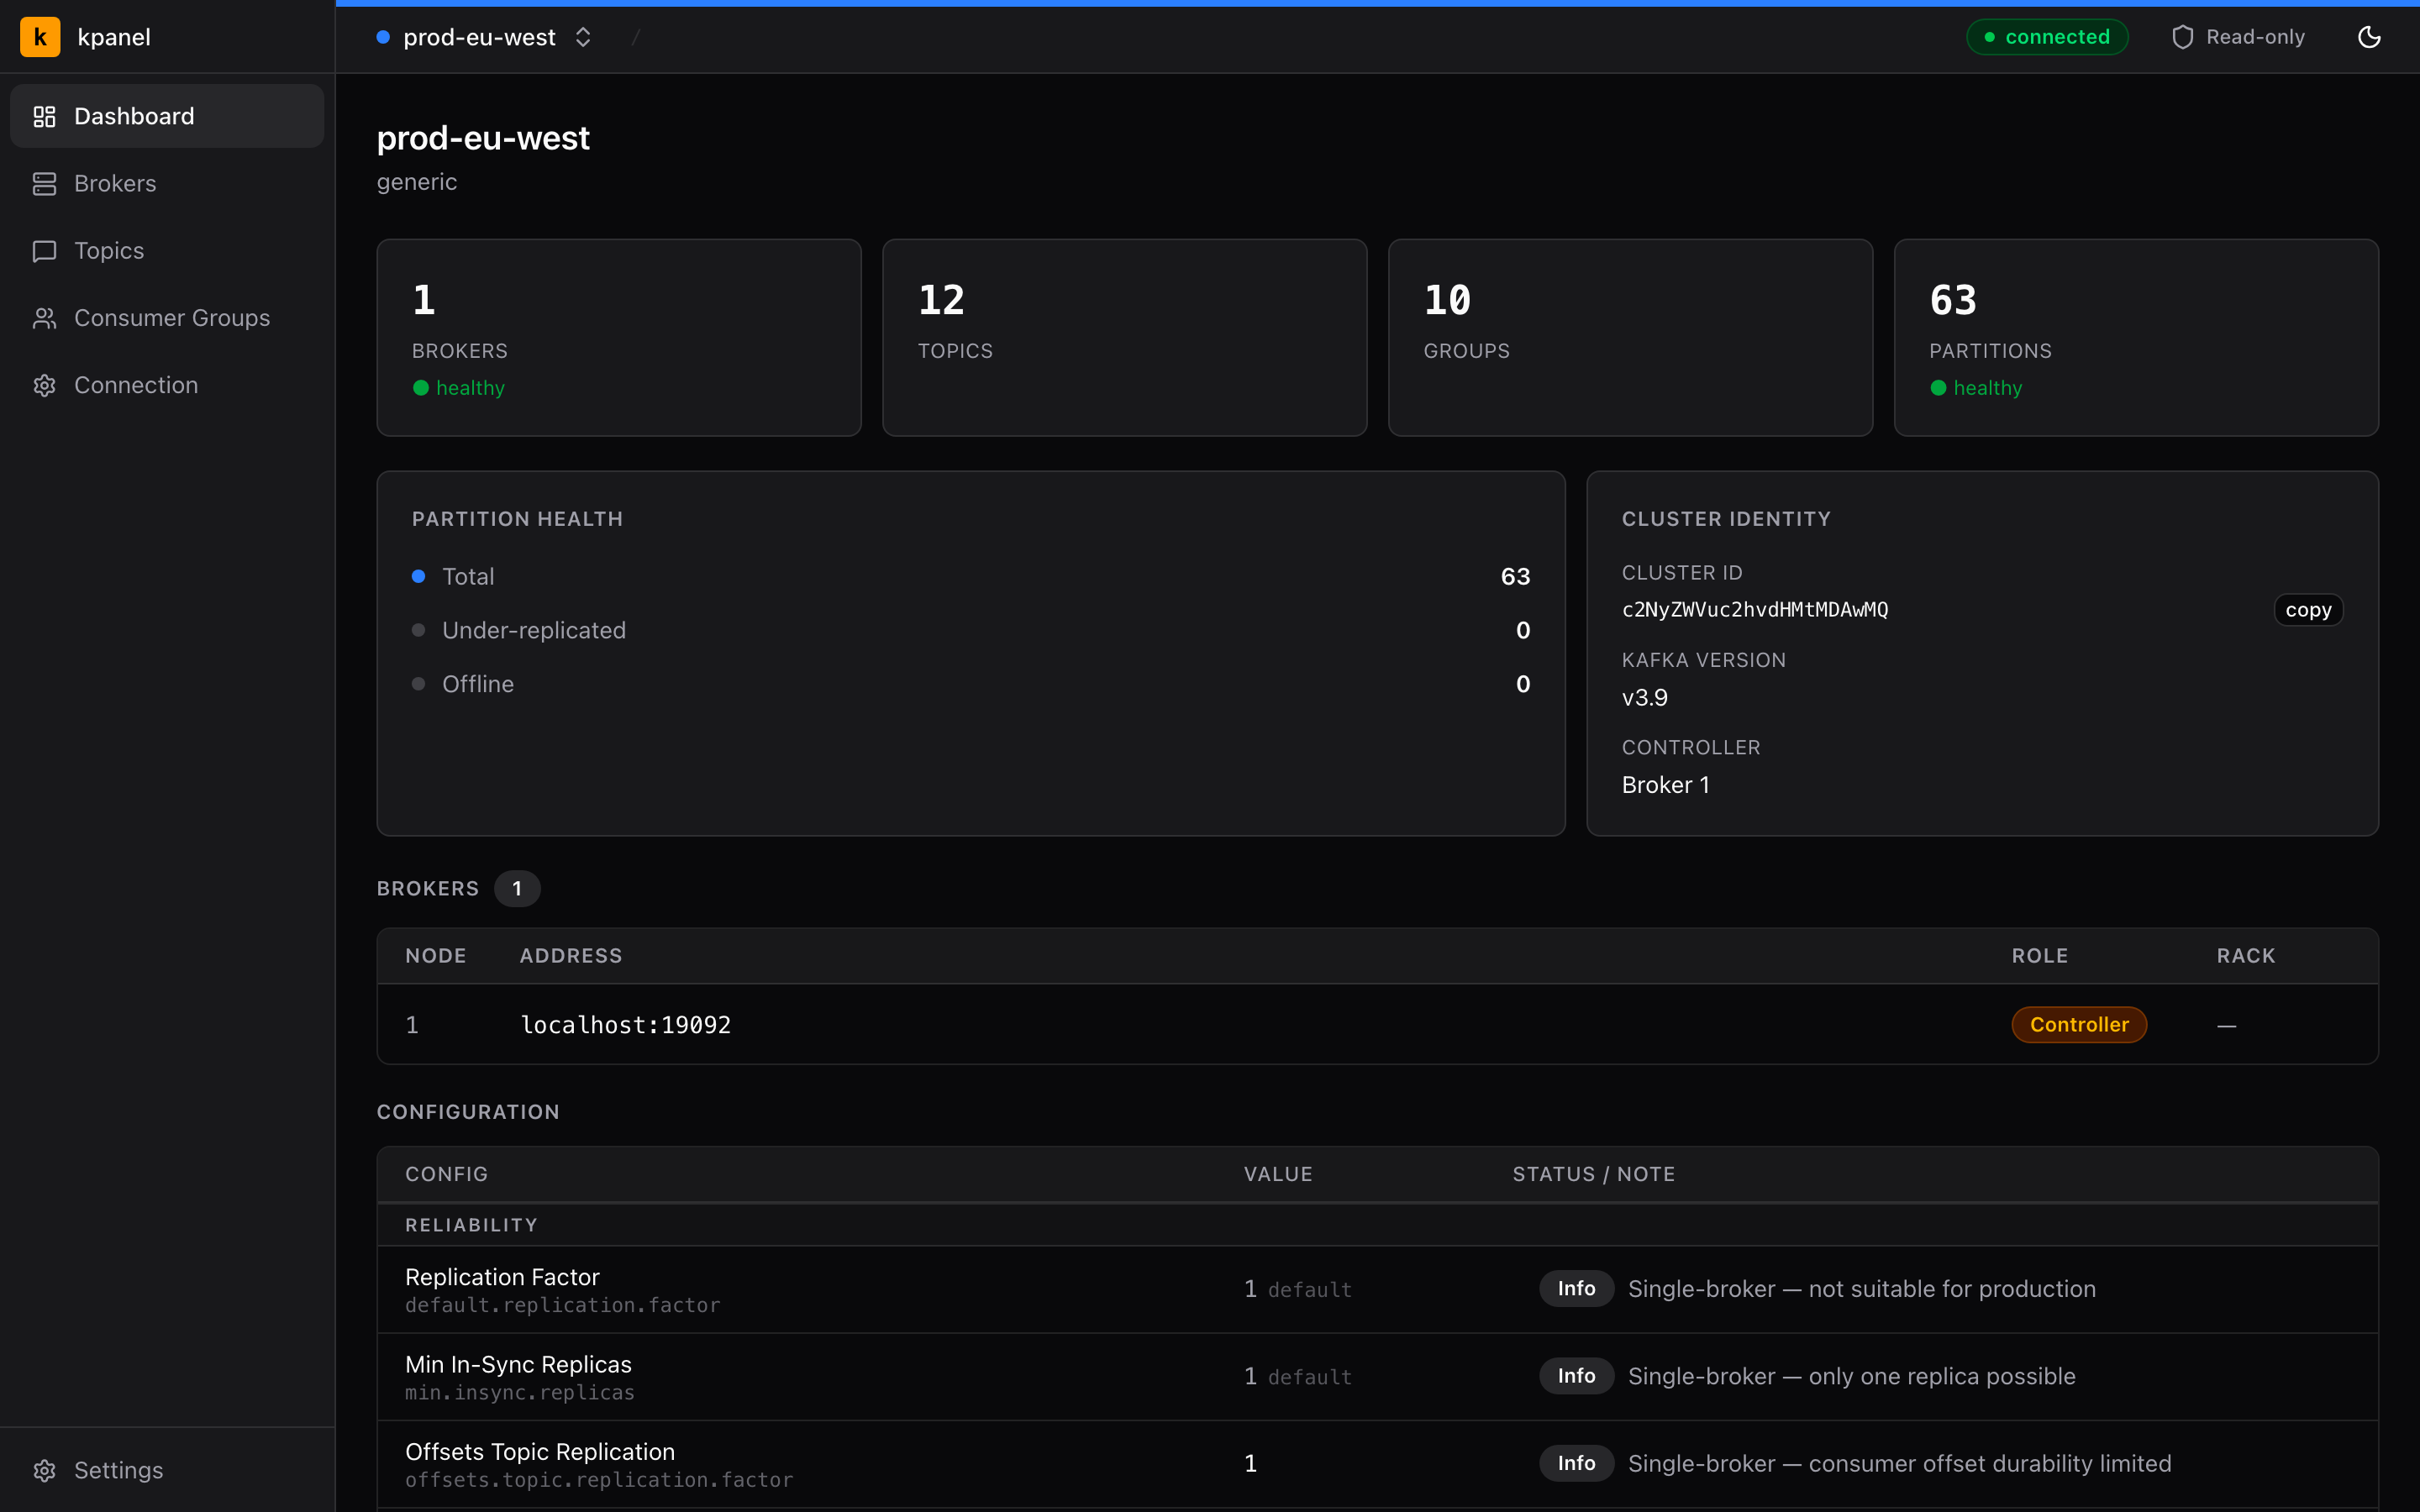 k kpanel
prod-eu-west /
connected
Read-only
Dashboard
Brokers
Topics
Consumer Groups
Connection
Settings
prod-eu-west
generic
1
BROKERS
healthy
12
TOPICS
10
GROUPS
63
PARTITIONS
healthy
PARTITION HEALTH
Total 63
Under-replicated 0
Offline 0
CLUSTER IDENTITY
CLUSTER ID
c2NyZWVuc2hvdHMtMDAwMQ copy
KAFKA VERSION
v3.9
CONTROLLER
Broker 1
BROKERS 1
NODE ADDRESS ROLE RACK
1 localhost:19092 Controller —
CONFIGURATION
CONFIG VALUE STATUS / NOTE
RELIABILITY
Replication Factor
default.replication.factor
1 default Info Single-broker — not suitable for production
Min In-Sync Replicas
min.insync.replicas
1 default Info Single-broker — only one replica possible
Offsets Topic Replication
offsets.topic.replication.factor
1 Info Single-broker — consumer offset durability limited